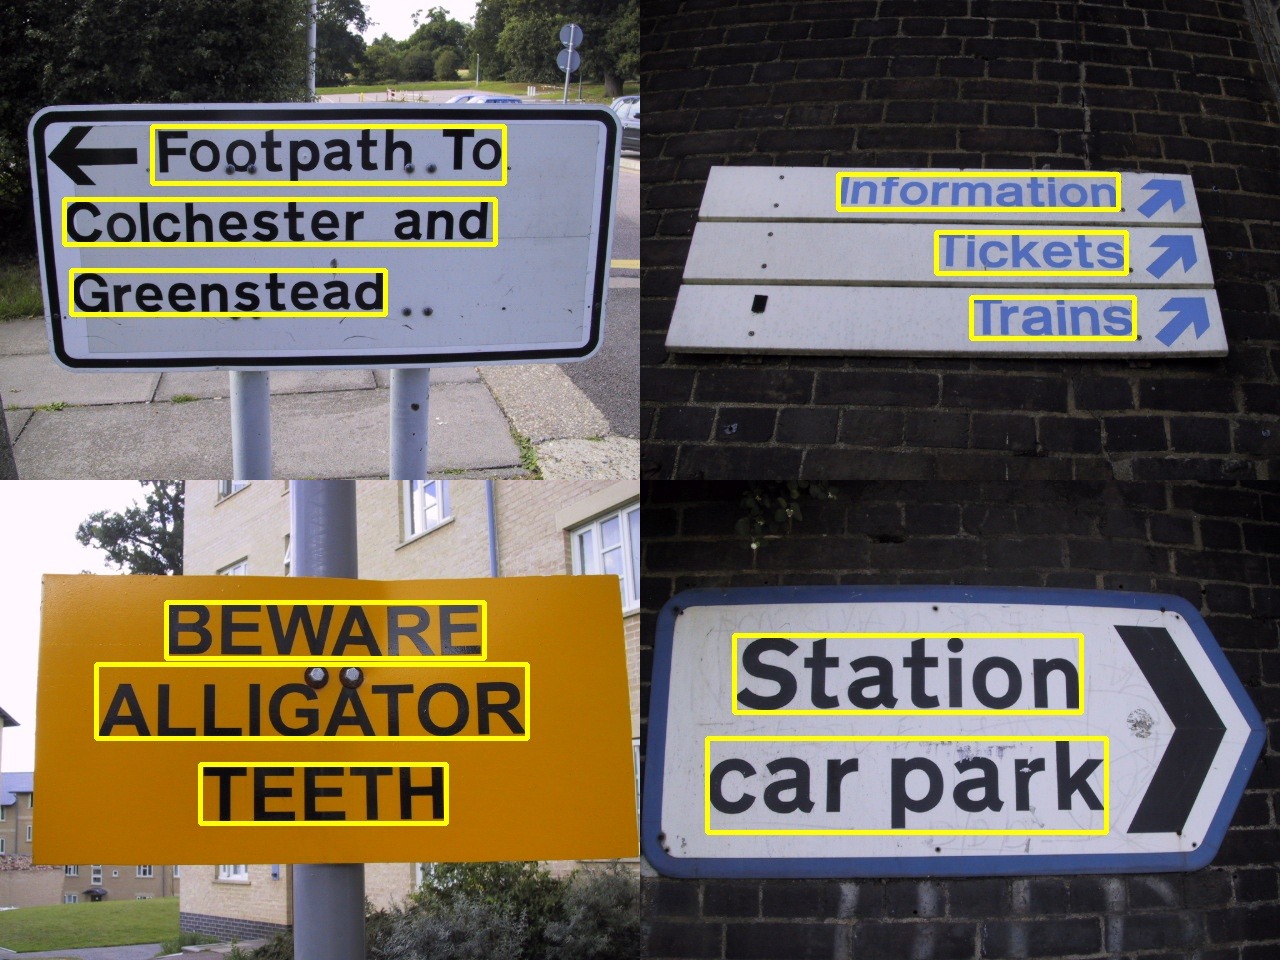 Footpath To
Colchester and
Greenstead
Information
Tickets
Trains
BEWARE
ALLIGATOR
TEETH
Station
car park